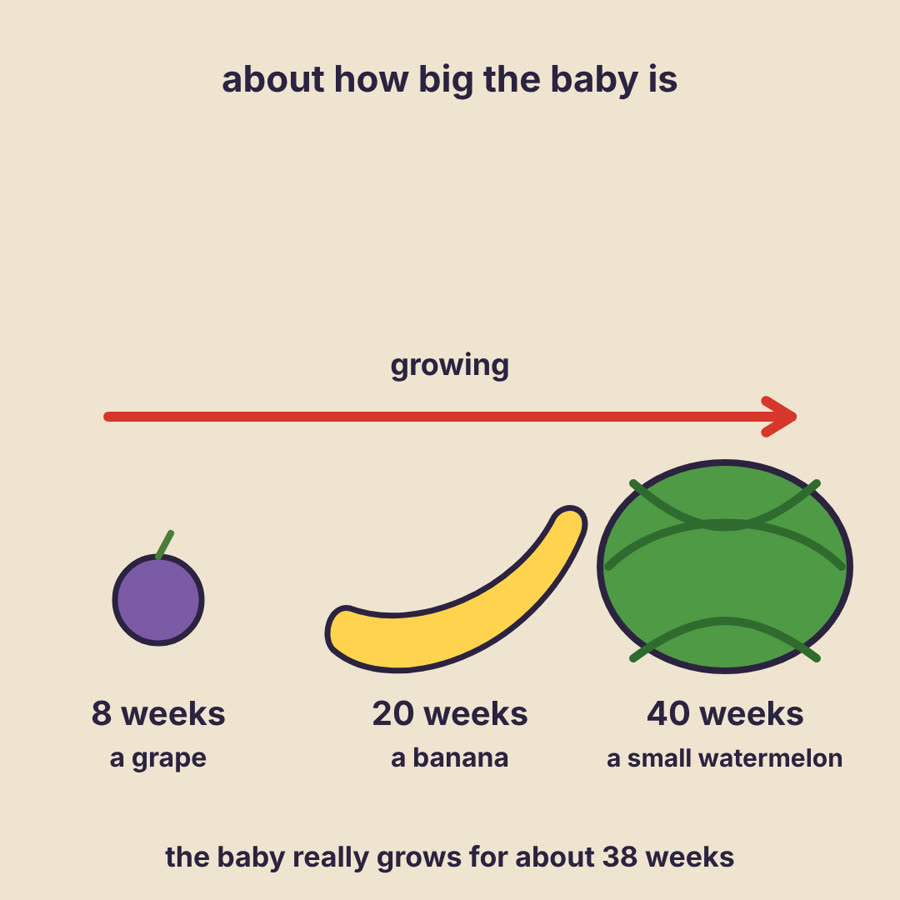 about how big the baby is
growing
8 weeks
20 weeks
40 weeks
a grape
a banana
a small watermelon
the baby really grows for about 38 weeks